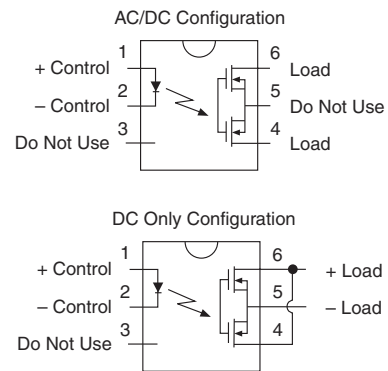 AC/DC Configuration
1
6
+ Control
Load
2
5
– Control
Do Not Use
3
4
Do Not Use
Load
DC Only Configuration
1
6
+ Control
+ Load
2
5
– Control
– Load
3
4
Do Not Use